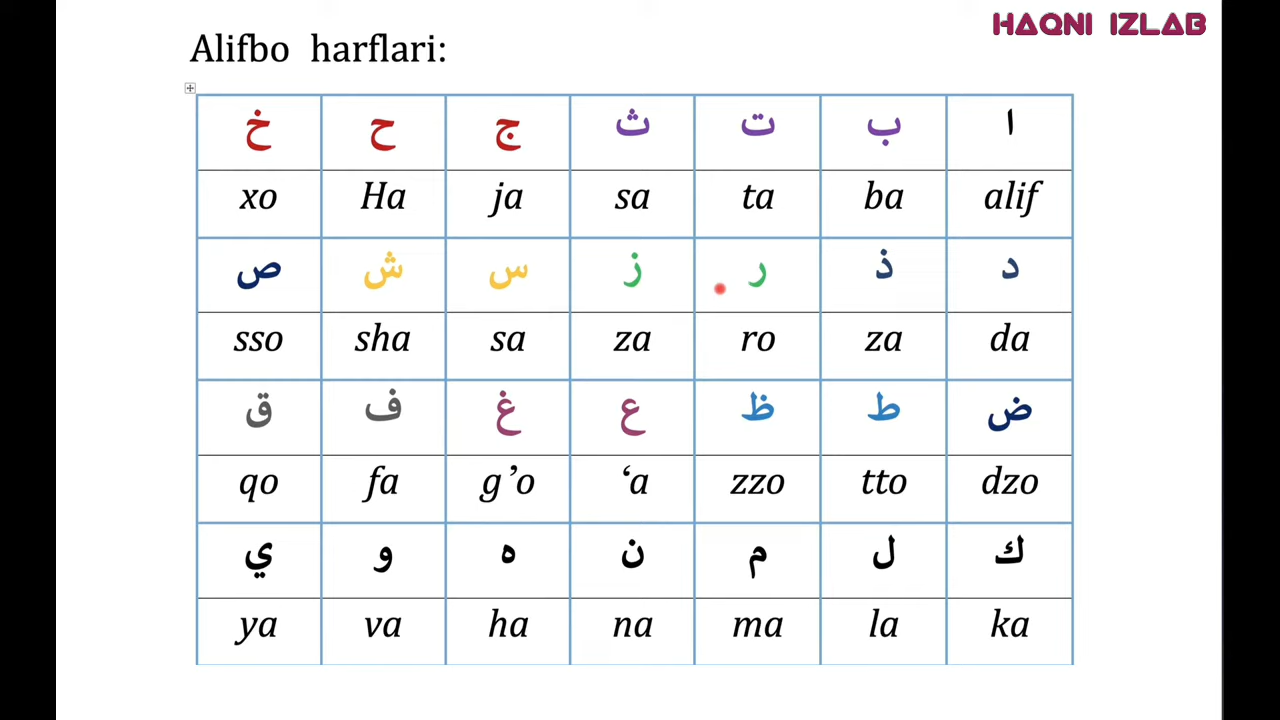 HAQNI IZLAB
Alifbo harflari:
ا ب ت ث ج ح خ
alif ba ta sa ja Ha xo
د ذ ر ز س ش ص
da za ro za sa sha sso
ض ط ظ ع غ ف ق
dzo tto zzo ‘a g’o fa qo
ك ل م ن ه و ي
ka la ma na ha va ya